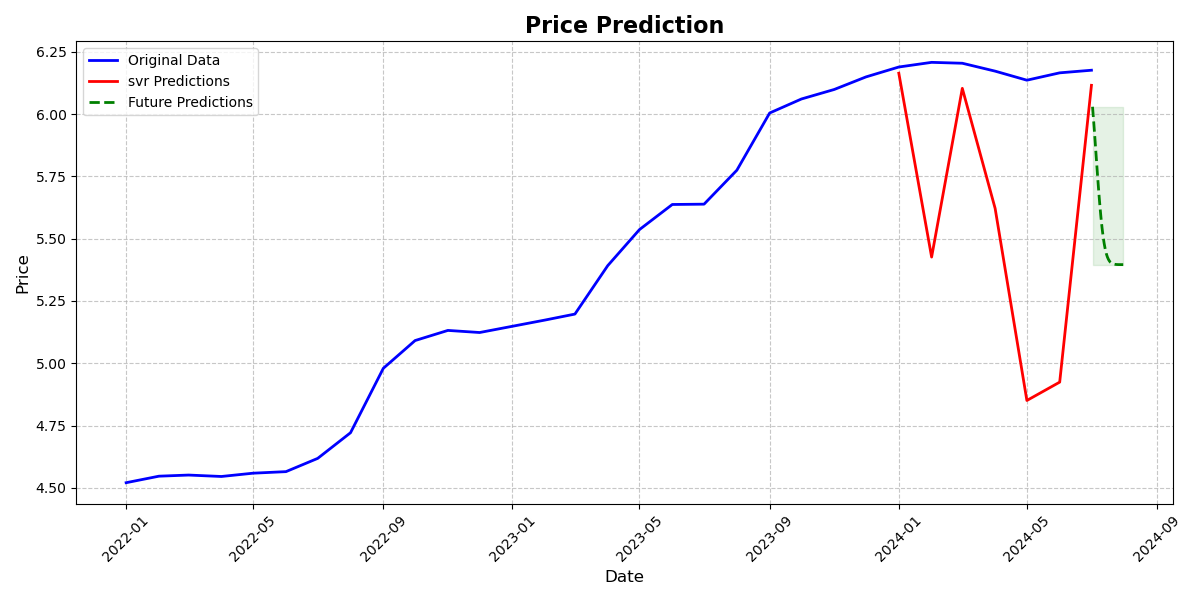 Price Prediction
Original Data
svr Predictions
Future Predictions
Price
6.25
6.00
5.75
5.50
5.25
5.00
4.75
4.50
2022-01
2022-05
2022-09
2023-01
2023-05
2023-09
2024-01
2024-05
2024-09
Date